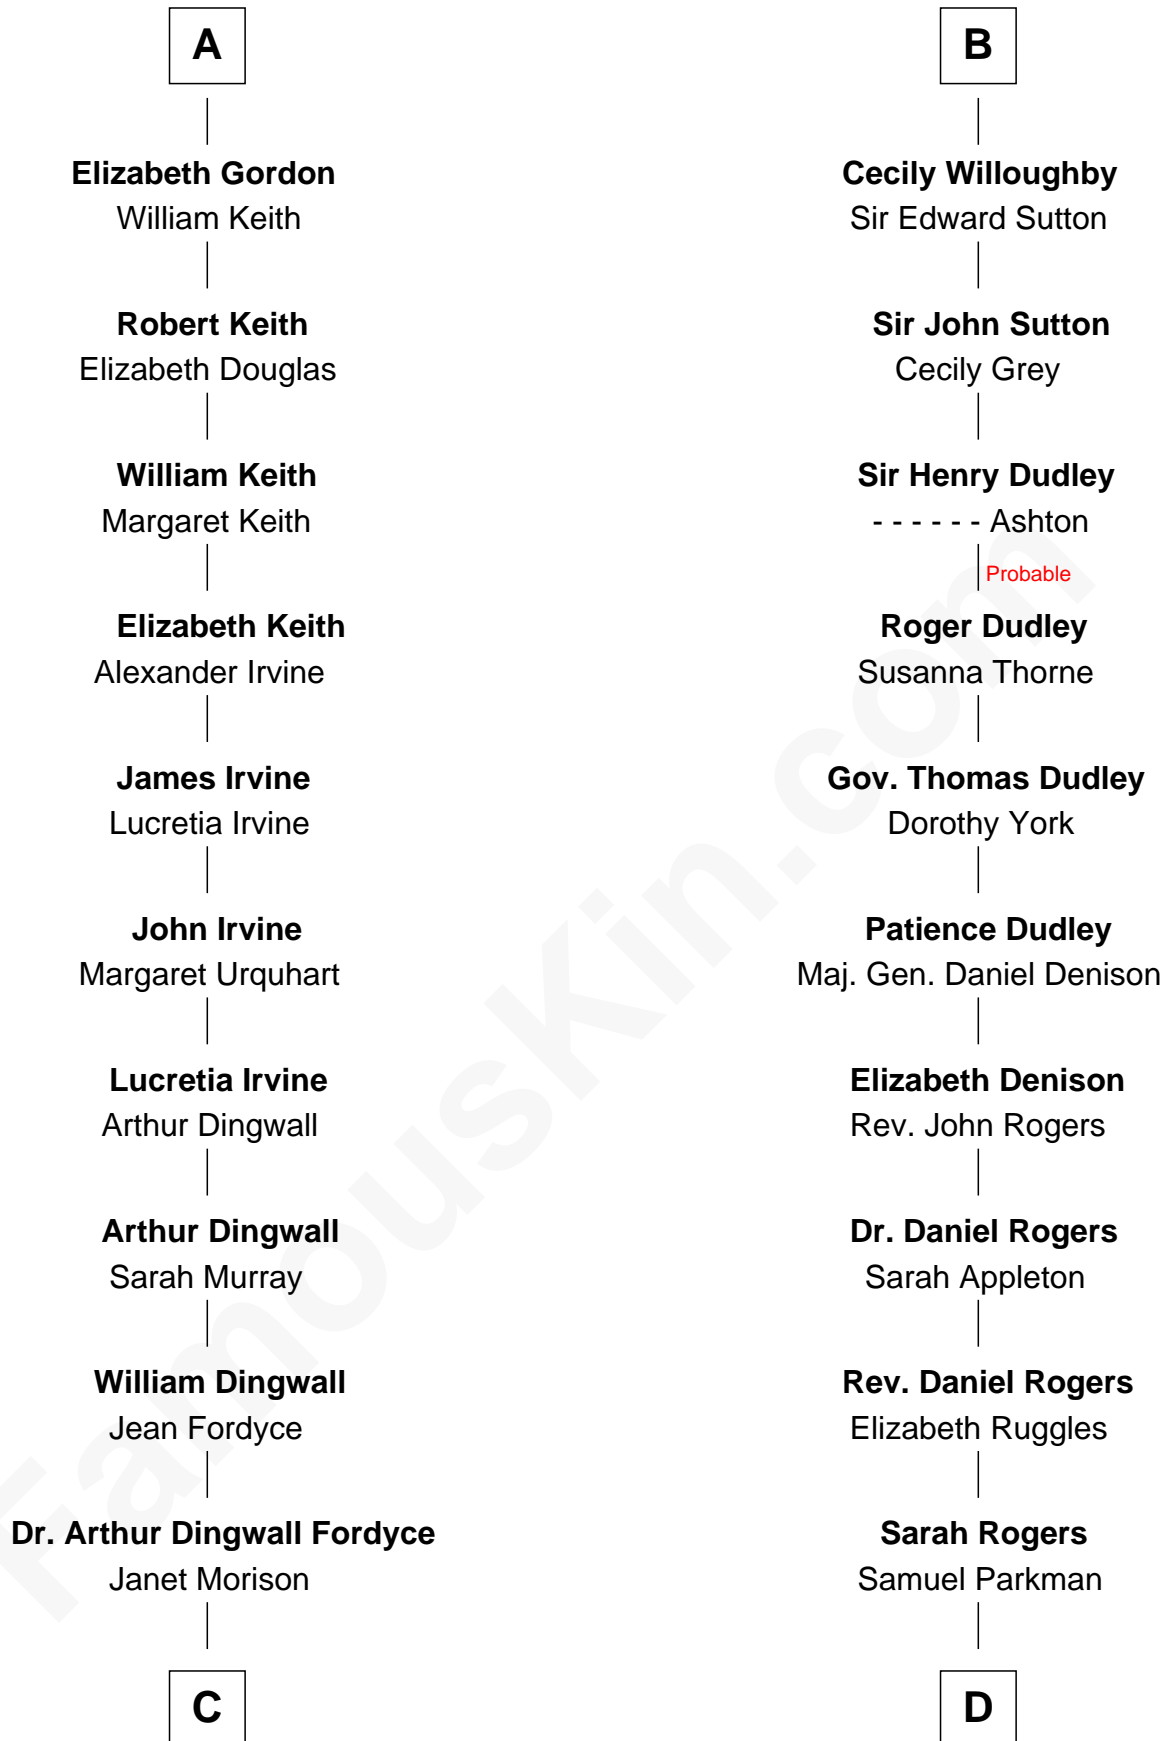 A
Elizabeth Gordon
William Keith
Robert Keith
Elizabeth Douglas
William Keith
Margaret Keith
Elizabeth Keith
Alexander Irvine
James Irvine
Lucretia Irvine
John Irvine
Margaret Urquhart
Lucretia Irvine
Arthur Dingwall
Arthur Dingwall
Sarah Murray
William Dingwall
Jean Fordyce
Dr. Arthur Dingwall Fordyce
Janet Morison
C
B
Cecily Willoughby
Sir Edward Sutton
Sir John Sutton
Cecily Grey
Sir Henry Dudley
- - - - - - Ashton
Probable
Roger Dudley
Susanna Thorne
Gov. Thomas Dudley
Dorothy York
Patience Dudley
Maj. Gen. Daniel Denison
Elizabeth Denison
Rev. John Rogers
Dr. Daniel Rogers
Sarah Appleton
Rev. Daniel Rogers
Elizabeth Ruggles
Sarah Rogers
Samuel Parkman
D
FamousKin.com